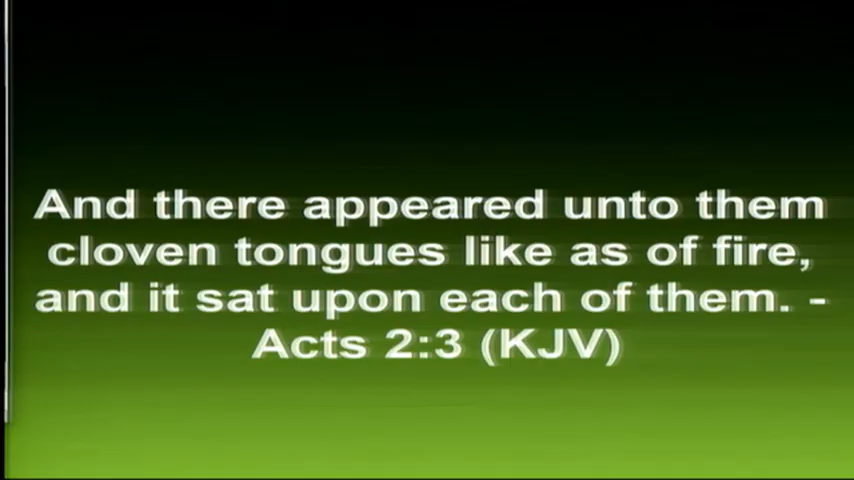 And there appeared unto them
cloven tongues like as of fire,
and it sat upon each of them. -
Acts 2:3 (KJV)